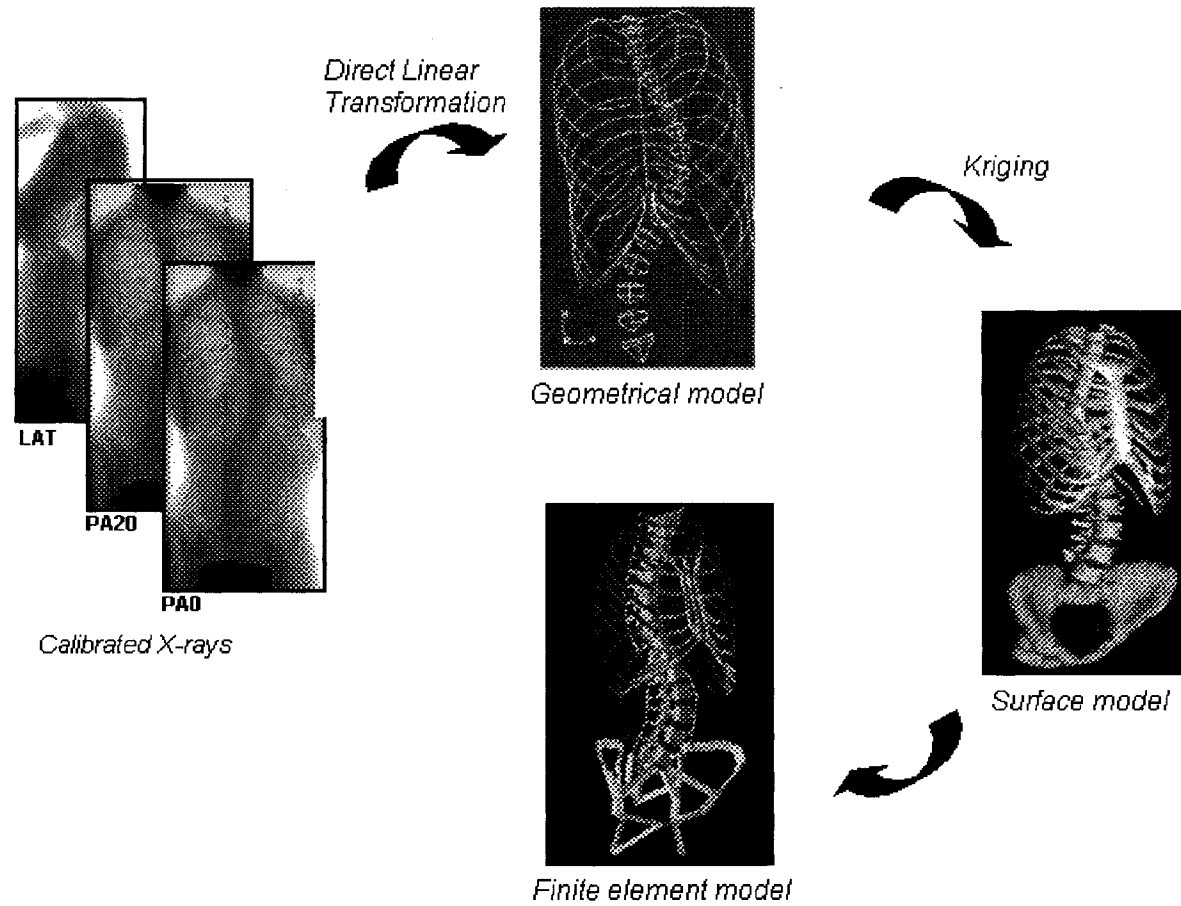 Direct Linear
Transformation
Kriging
LAT
PA20
PA0
Calibrated X-rays
Geometrical model
Surface model
Finite element model